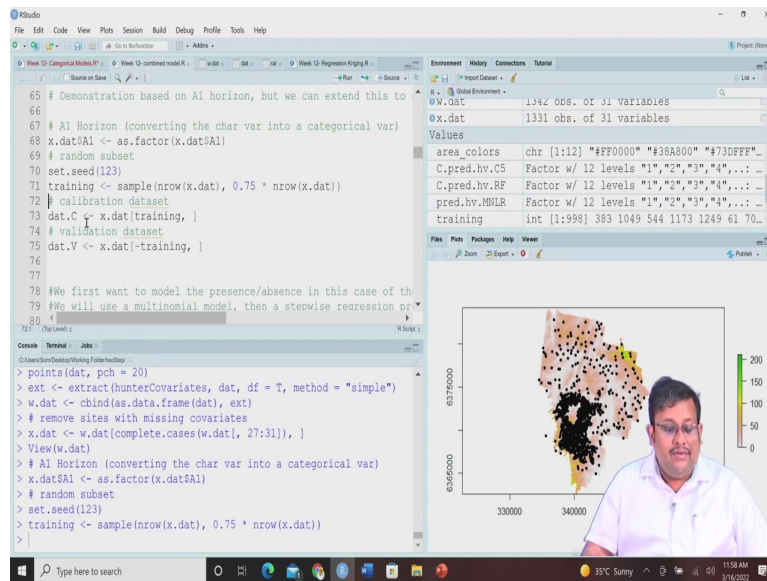 RStudio
File Edit Code View Plots Session Build Debug Profile Tools Help
Go to file/function Addins Project: (None
Week 12- Categorical Models.R* Week 12- combined model.R w.dat dat rat Week 12- Regression Kriging.R
Source on Save Run Source
65 # Demonstration based on A1 horizon, but we can extend this to
66
67 # A1 Horizon (converting the char var into a categorical var)
68 x.dat$A1 <- as.factor(x.dat$A1)
69 # random subset
70 set.seed(123)
71 training <- sample(nrow(x.dat), 0.75 * nrow(x.dat))
72 # calibration dataset
73 dat.C <- x.dat[training, ]
74 # validation dataset
75 dat.V <- x.dat[-training, ]
76
77
78 #We first want to model the presence/absence in this case of the
79 #We will use a multinomial model, then a stepwise regression pr
80
72:1 (Top Level) R Script
Console Terminal Jobs
C:/Users/Som/Desktop/Working Folder/twoStep/
> points(dat, pch = 20)
> ext <- extract(hunterCovariates, dat, df = T, method = "simple")
> w.dat <- cbind(as.data.frame(dat), ext)
> # remove sites with missing covariates
> x.dat <- w.dat[complete.cases(w.dat[, 27:31]), ]
> View(w.dat)
> # A1 Horizon (converting the char var into a categorical var)
> x.dat$A1 <- as.factor(x.dat$A1)
> # random subset
> set.seed(123)
> training <- sample(nrow(x.dat), 0.75 * nrow(x.dat))
>
Environment History Connections Tutorial
Import Dataset List
R Global Environment
w.dat 1342 obs. of 31 variables
x.dat 1331 obs. of 31 variables
Values
area_colors chr [1:12] "#FF0000" "#38A800" "#73DFFF"…
C.pred.hv.C5 Factor w/ 12 levels "1","2","3","4",..: …
C.pred.hv.RF Factor w/ 12 levels "1","2","3","4",..: …
pred.hv.MNLR Factor w/ 12 levels "1","2","3","4",..: …
training int [1:998] 383 1049 544 1173 1249 61 70…
Files Plots Packages Help Viewer
Zoom Export Publish
6375000
6365000
330000 340000
200
150
100
50
0
Type here to search
35°C Sunny
11:58 AM
3/16/2022